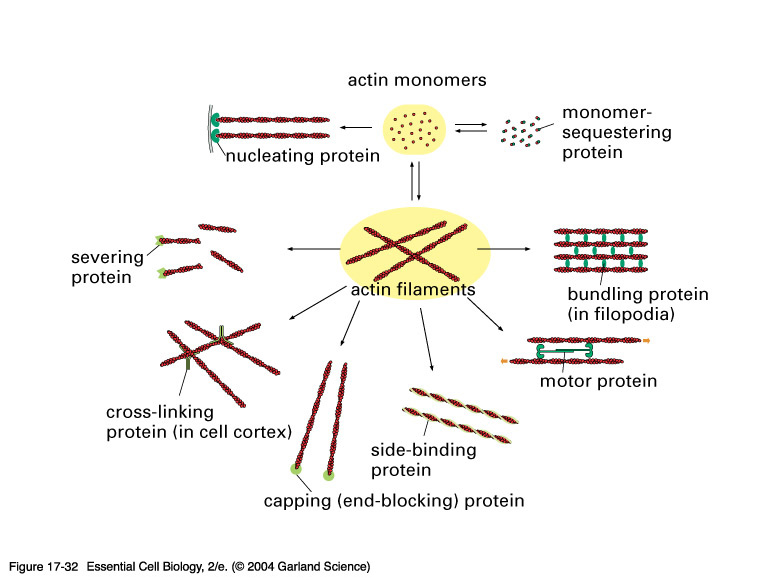 actin monomers
monomer-
sequestering
protein
nucleating protein
severing
protein
actin filaments
bundling protein
(in filopodia)
motor protein
cross-linking
protein (in cell cortex)
side-binding
protein
capping (end-blocking) protein
Figure 17-32 Essential Cell Biology, 2/e. (© 2004 Garland Science)